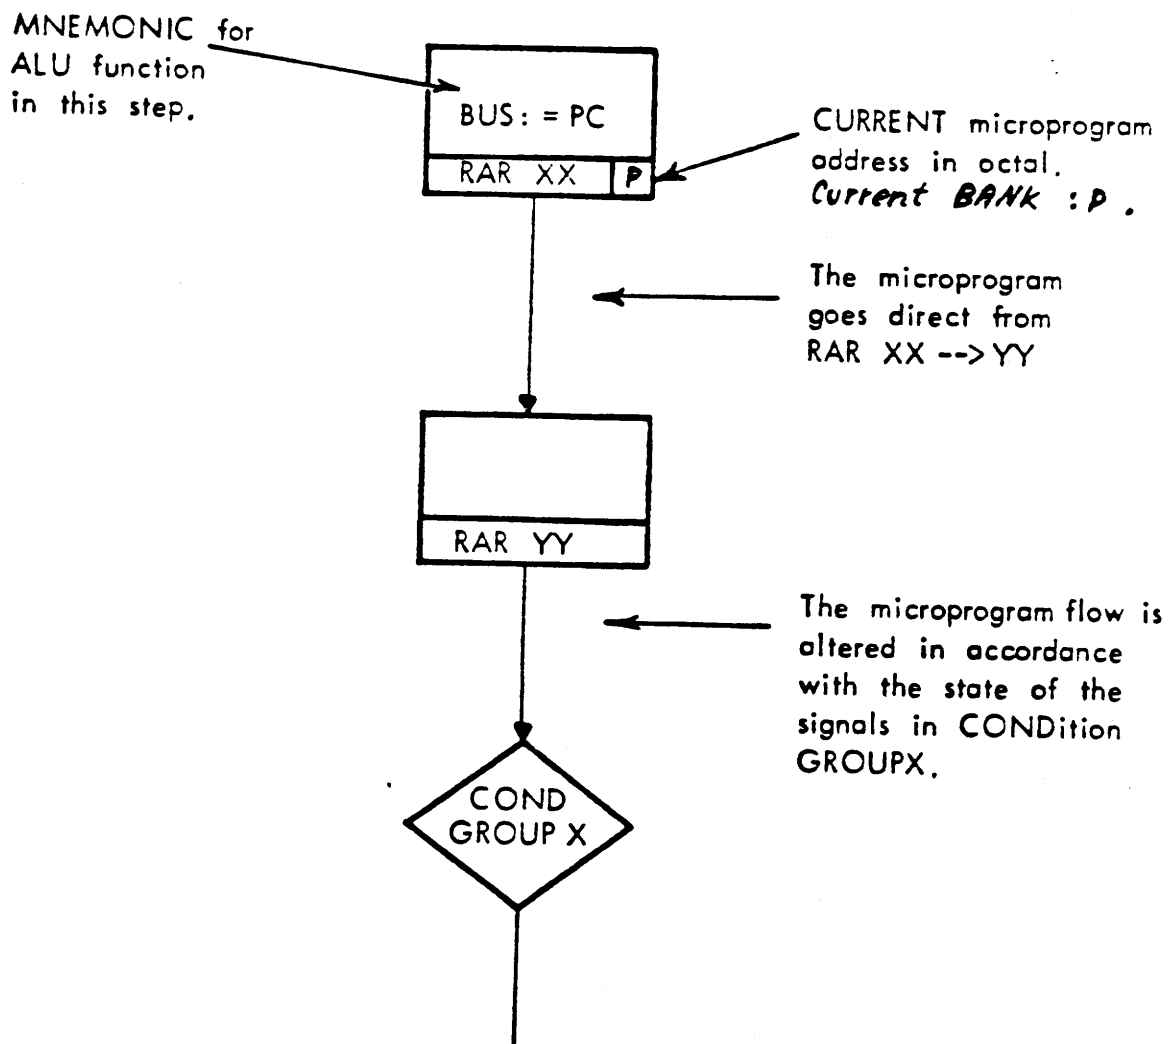 MNEMONIC for
ALU function
in this step.
BUS: = PC
RAR XX
P
CURRENT microprogram
address in octal.
Current BANK : P .
The microprogram
goes direct from
RAR XX --> YY
RAR YY
The microprogram flow is
altered in accordance
with the state of the
signals in CONDition
GROUPX.
COND
GROUP X